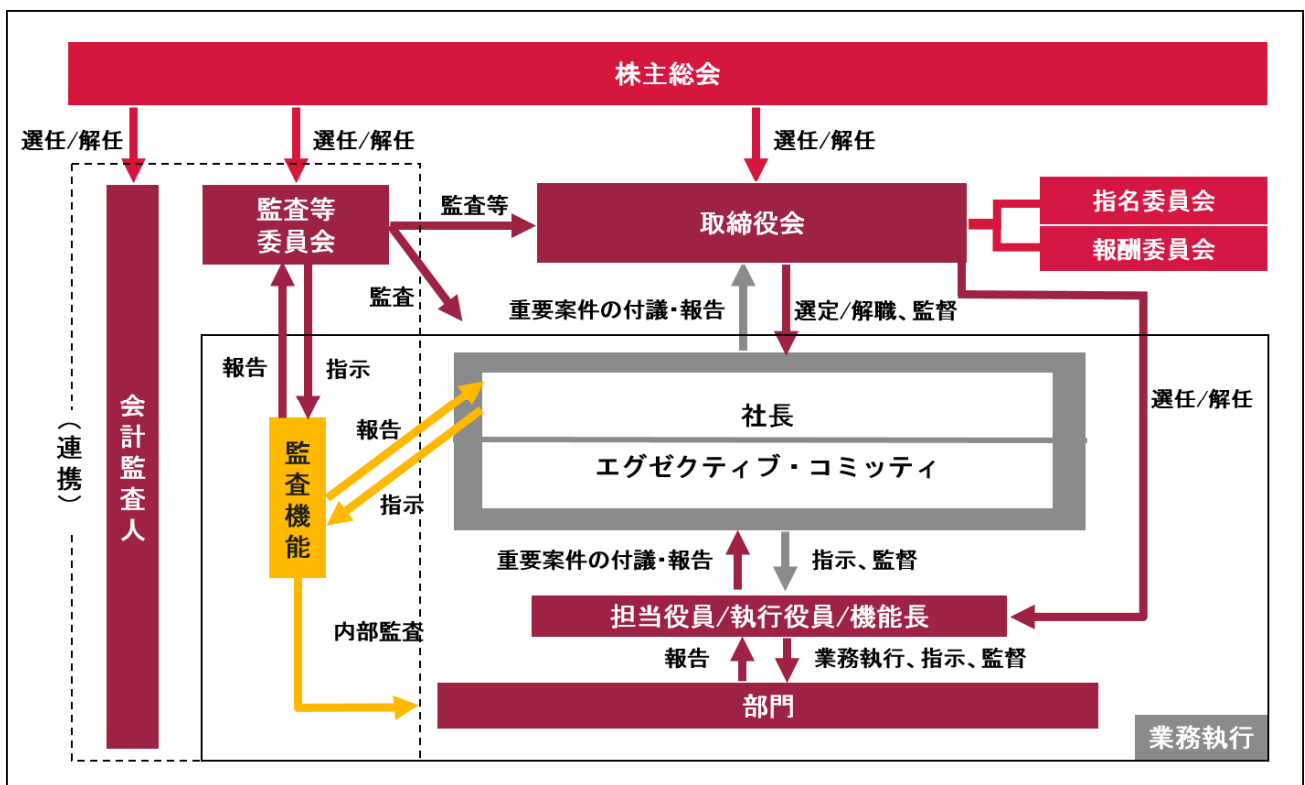 株主総会
選任/解任
選任/解任
選任/解任
監査等
委員会
監査等
取締役会
指名委員会
報酬委員会
監査
重要案件の付議・報告
選定/解職、監督
報告
指示
選任/解任
社長
エグゼクティブ・コミッティ
報告
指示
会計監査人
(連携)
監査機能
重要案件の付議・報告
指示、監督
担当役員/執行役員/機能長
内部監査
報告
業務執行、指示、監督
部門
業務執行